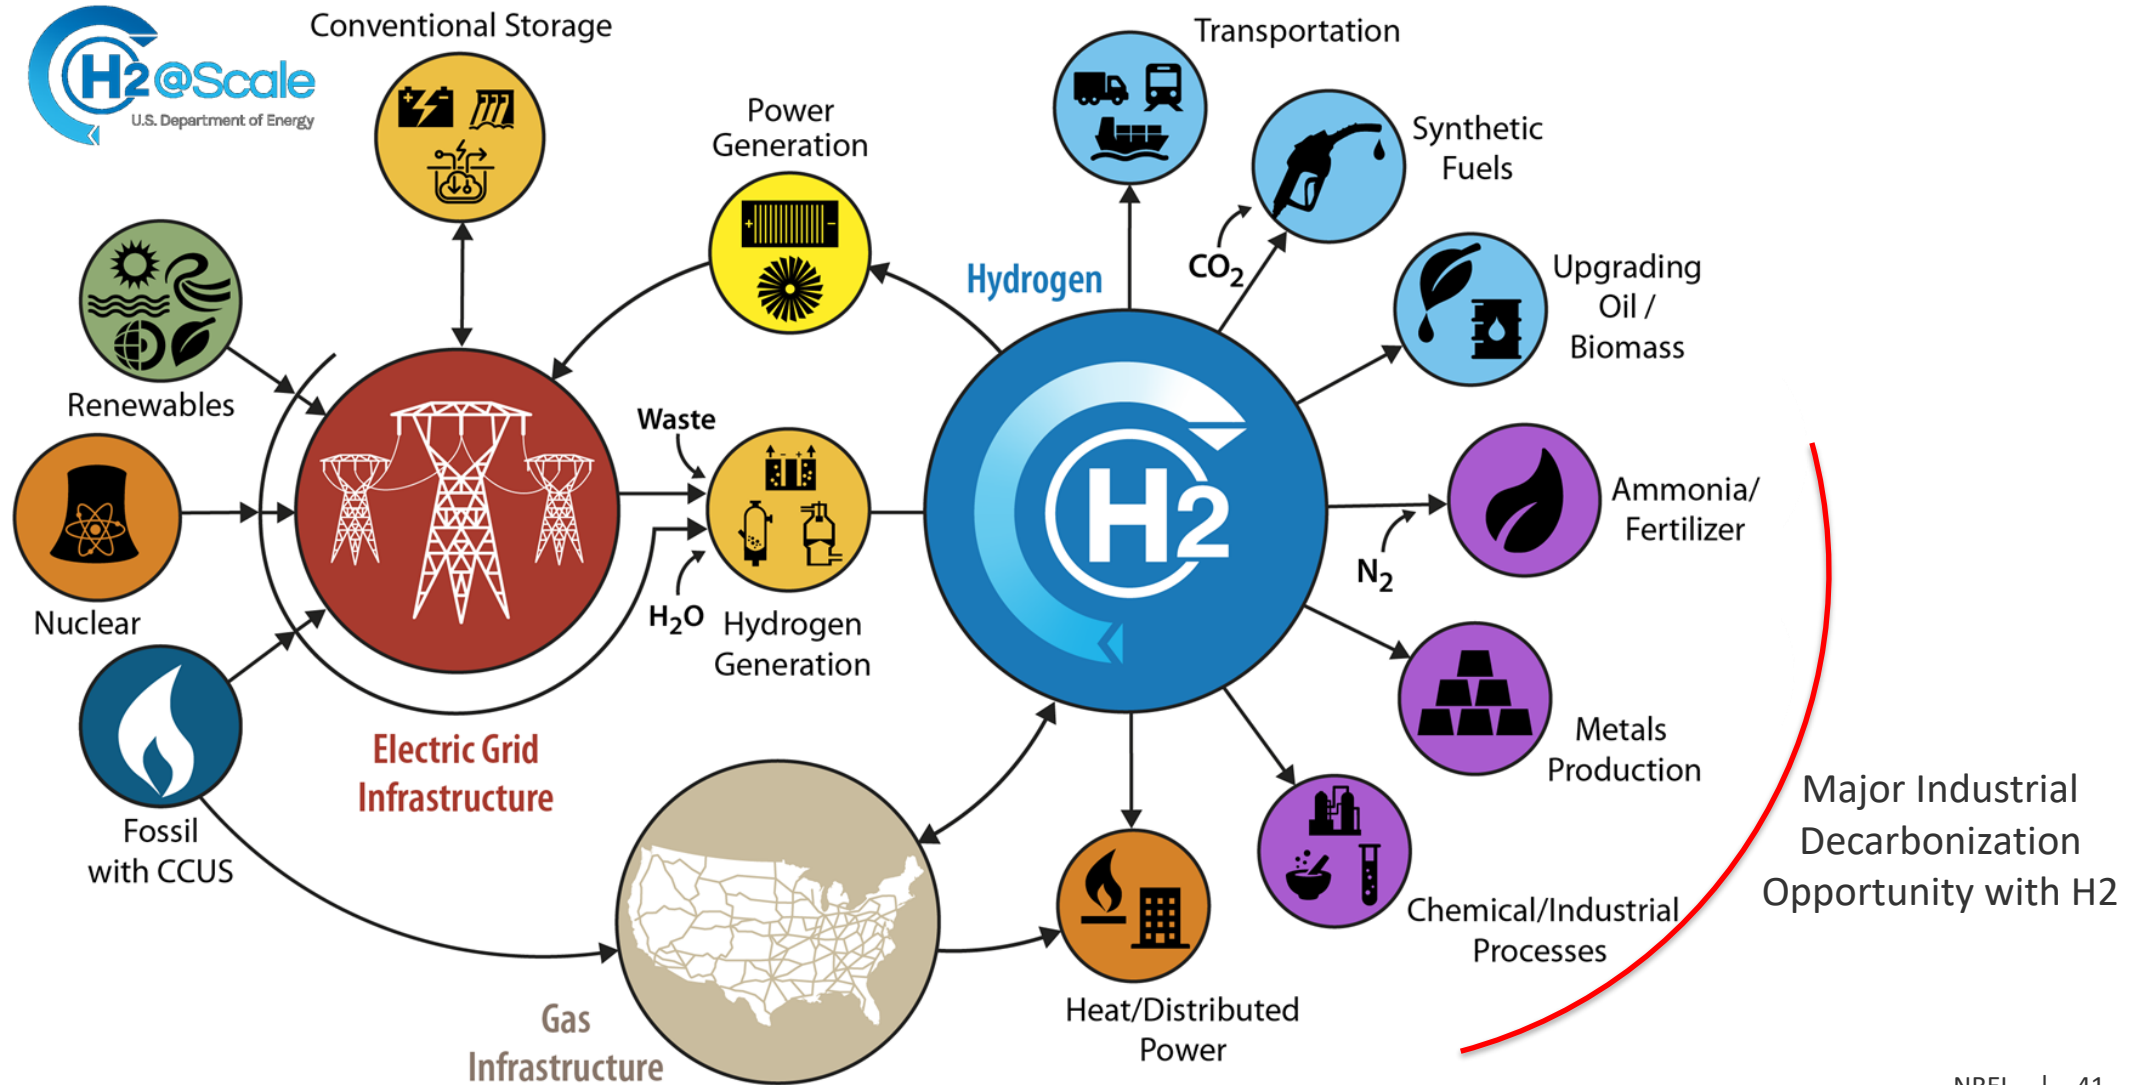 H2@Scale
U.S. Department of Energy
Conventional Storage
Power
Generation
Transportation
CO2
Synthetic
Fuels
Upgrading
Oil /
Biomass
Hydrogen
Renewables
Waste
H2
Ammonia/
Fertilizer
N2
Nuclear
H2O
Hydrogen
Generation
Metals
Production
Electric Grid
Infrastructure
Major Industrial
Decarbonization
Opportunity with H2
Fossil
with CCUS
Chemical/Industrial
Processes
Heat/Distributed
Power
Gas
Infrastructure
NREL | 41